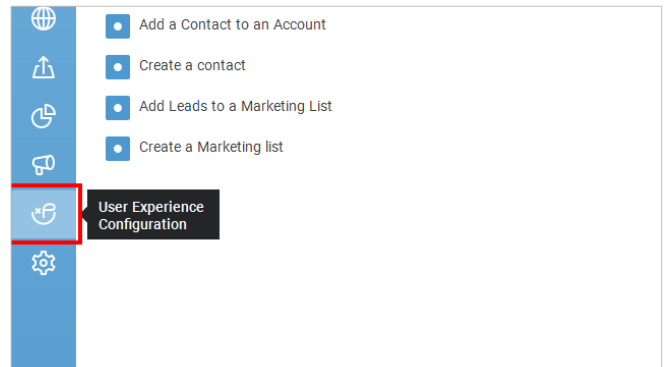 Add a Contact to an Account
Create a contact
Add Leads to a Marketing List
Create a Marketing list
User Experience
Configuration